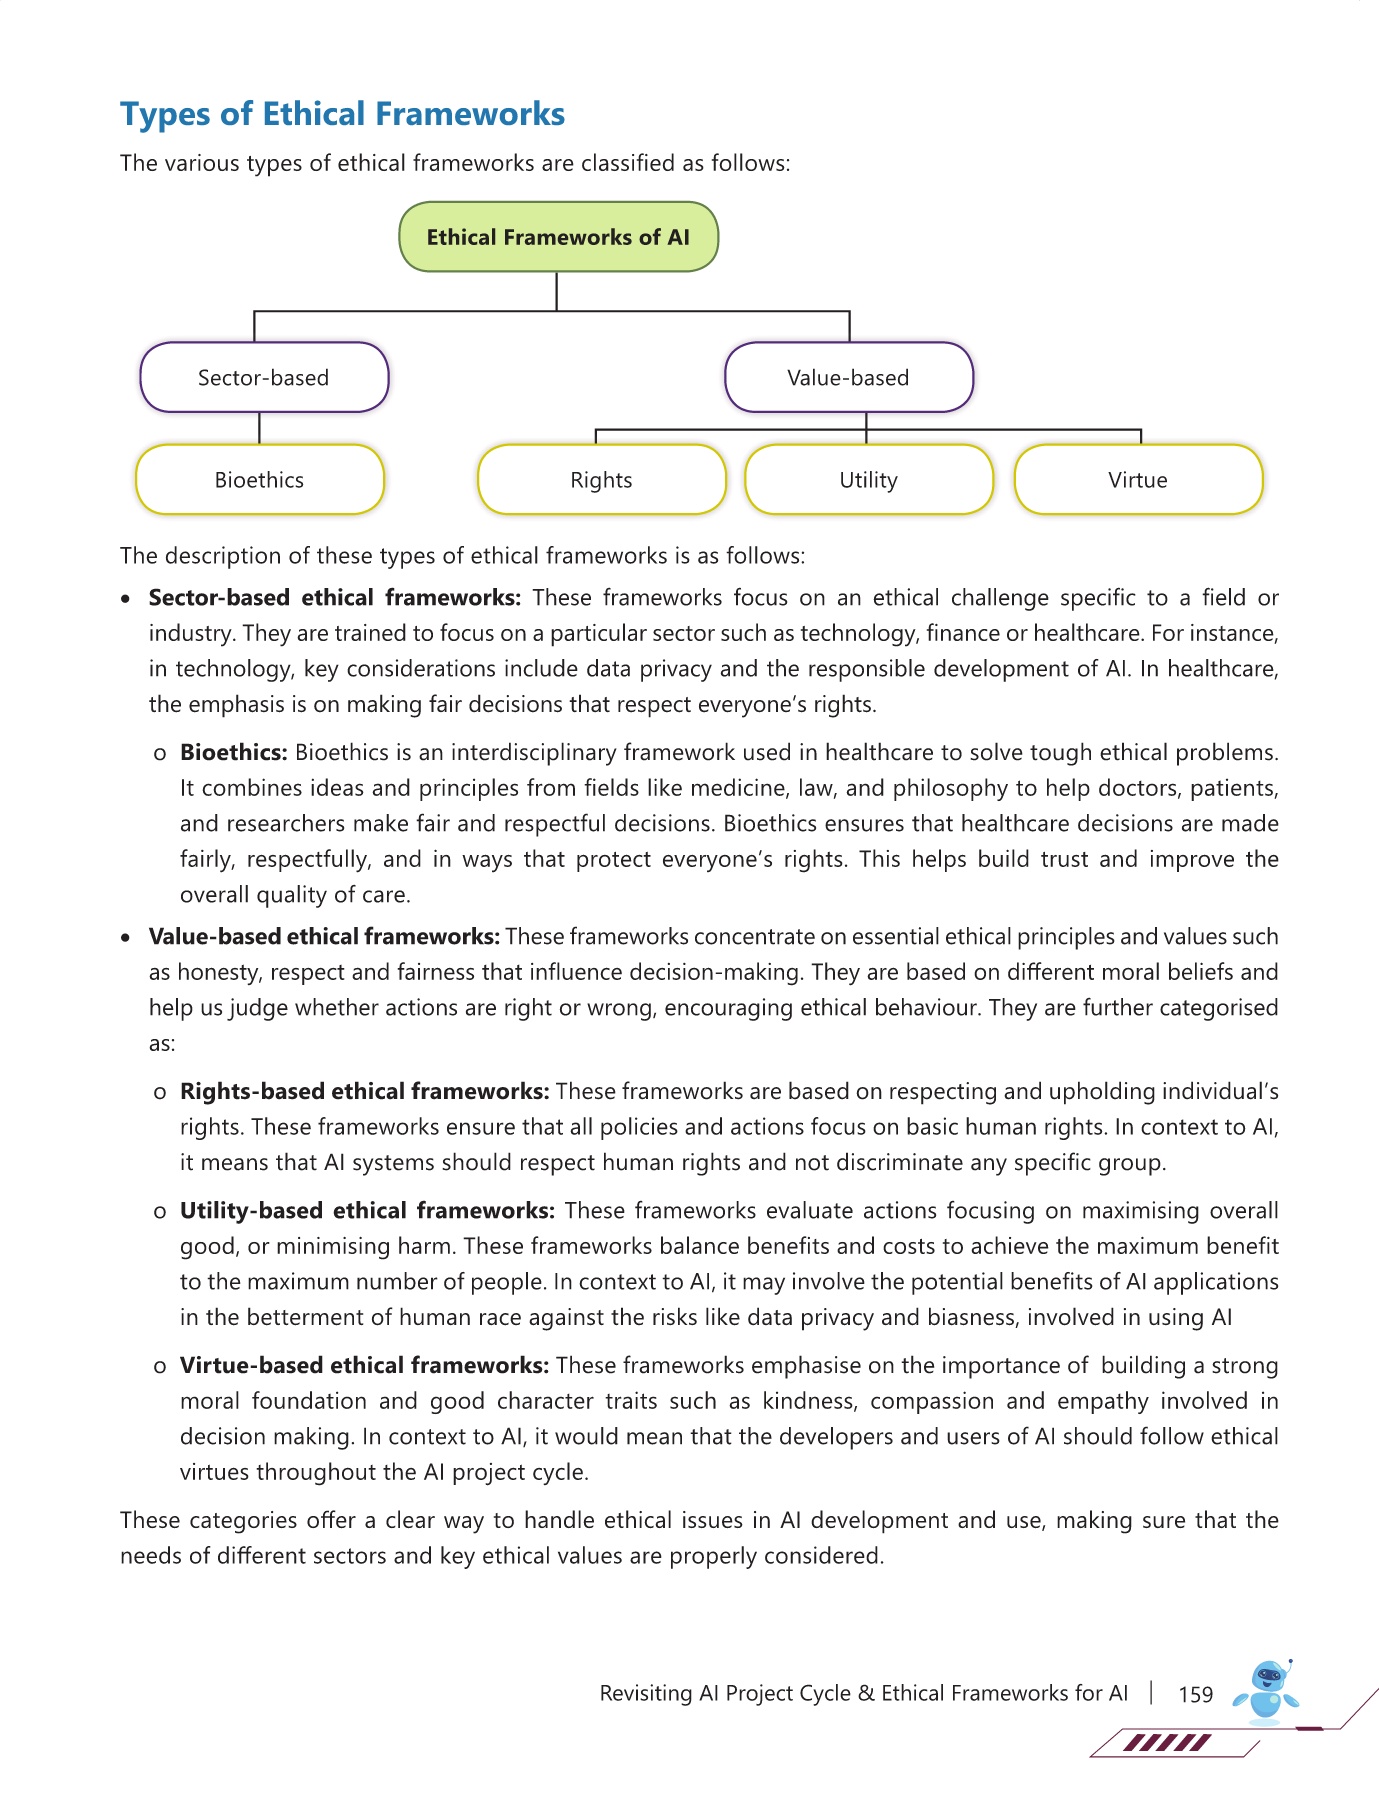 Types of Ethical Frameworks
The various types of ethical frameworks are classified as follows:
Ethical Frameworks of AI
Sector-based
Value-based
Bioethics
Rights
Utility
Virtue
The description of these types of ethical frameworks is as follows:
• Sector-based ethical frameworks: These frameworks focus on an ethical challenge specific to a field or
industry. They are trained to focus on a particular sector such as technology, finance or healthcare. For instance,
in technology, key considerations include data privacy and the responsible development of AI. In healthcare,
the emphasis is on making fair decisions that respect everyone’s rights.
o Bioethics: Bioethics is an interdisciplinary framework used in healthcare to solve tough ethical problems.
It combines ideas and principles from fields like medicine, law, and philosophy to help doctors, patients,
and researchers make fair and respectful decisions. Bioethics ensures that healthcare decisions are made
fairly, respectfully, and in ways that protect everyone’s rights. This helps build trust and improve the
overall quality of care.
• Value-based ethical frameworks: These frameworks concentrate on essential ethical principles and values such
as honesty, respect and fairness that influence decision-making. They are based on different moral beliefs and
help us judge whether actions are right or wrong, encouraging ethical behaviour. They are further categorised
as:
o Rights-based ethical frameworks: These frameworks are based on respecting and upholding individual’s
rights. These frameworks ensure that all policies and actions focus on basic human rights. In context to AI,
it means that AI systems should respect human rights and not discriminate any specific group.
o Utility-based ethical frameworks: These frameworks evaluate actions focusing on maximising overall
good, or minimising harm. These frameworks balance benefits and costs to achieve the maximum benefit
to the maximum number of people. In context to AI, it may involve the potential benefits of AI applications
in the betterment of human race against the risks like data privacy and biasness, involved in using AI
o Virtue-based ethical frameworks: These frameworks emphasise on the importance of building a strong
moral foundation and good character traits such as kindness, compassion and empathy involved in
decision making. In context to AI, it would mean that the developers and users of AI should follow ethical
virtues throughout the AI project cycle.
These categories offer a clear way to handle ethical issues in AI development and use, making sure that the
needs of different sectors and key ethical values are properly considered.
Revisiting AI Project Cycle & Ethical Frameworks for AI | 159